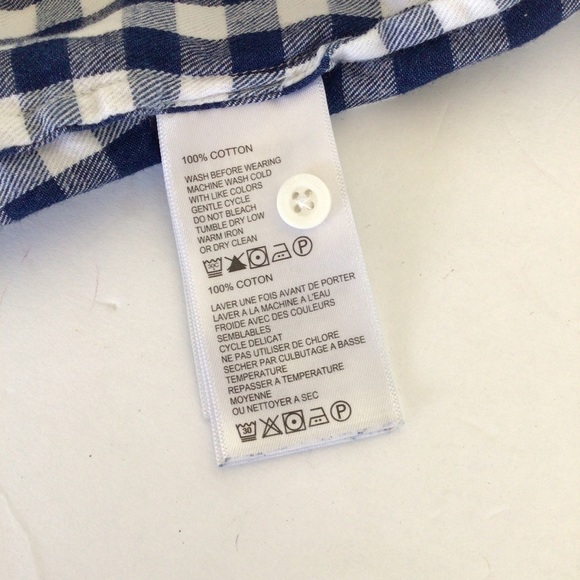 100% COTTON
WASH BEFORE WEARING
MACHINE WASH COLD
WITH LIKE COLORS
GENTLE CYCLE
DO NOT BLEACH
TUMBLE DRY LOW
WARM IRON
OR DRY CLEAN
30C P
100% COTON
LAVER UNE FOIS AVANT DE PORTER
LAVER A LA MACHINE A L'EAU
FROIDE AVEC DES COULEURS
SEMBLABLES
CYCLE DELICAT
NE PAS UTILISER DE CHLORE
SECHER PAR CULBUTAGE A BASSE
TEMPERATURE
REPASSER A TEMPERATURE
MOYENNE
OU NETTOYER A SEC
30 P